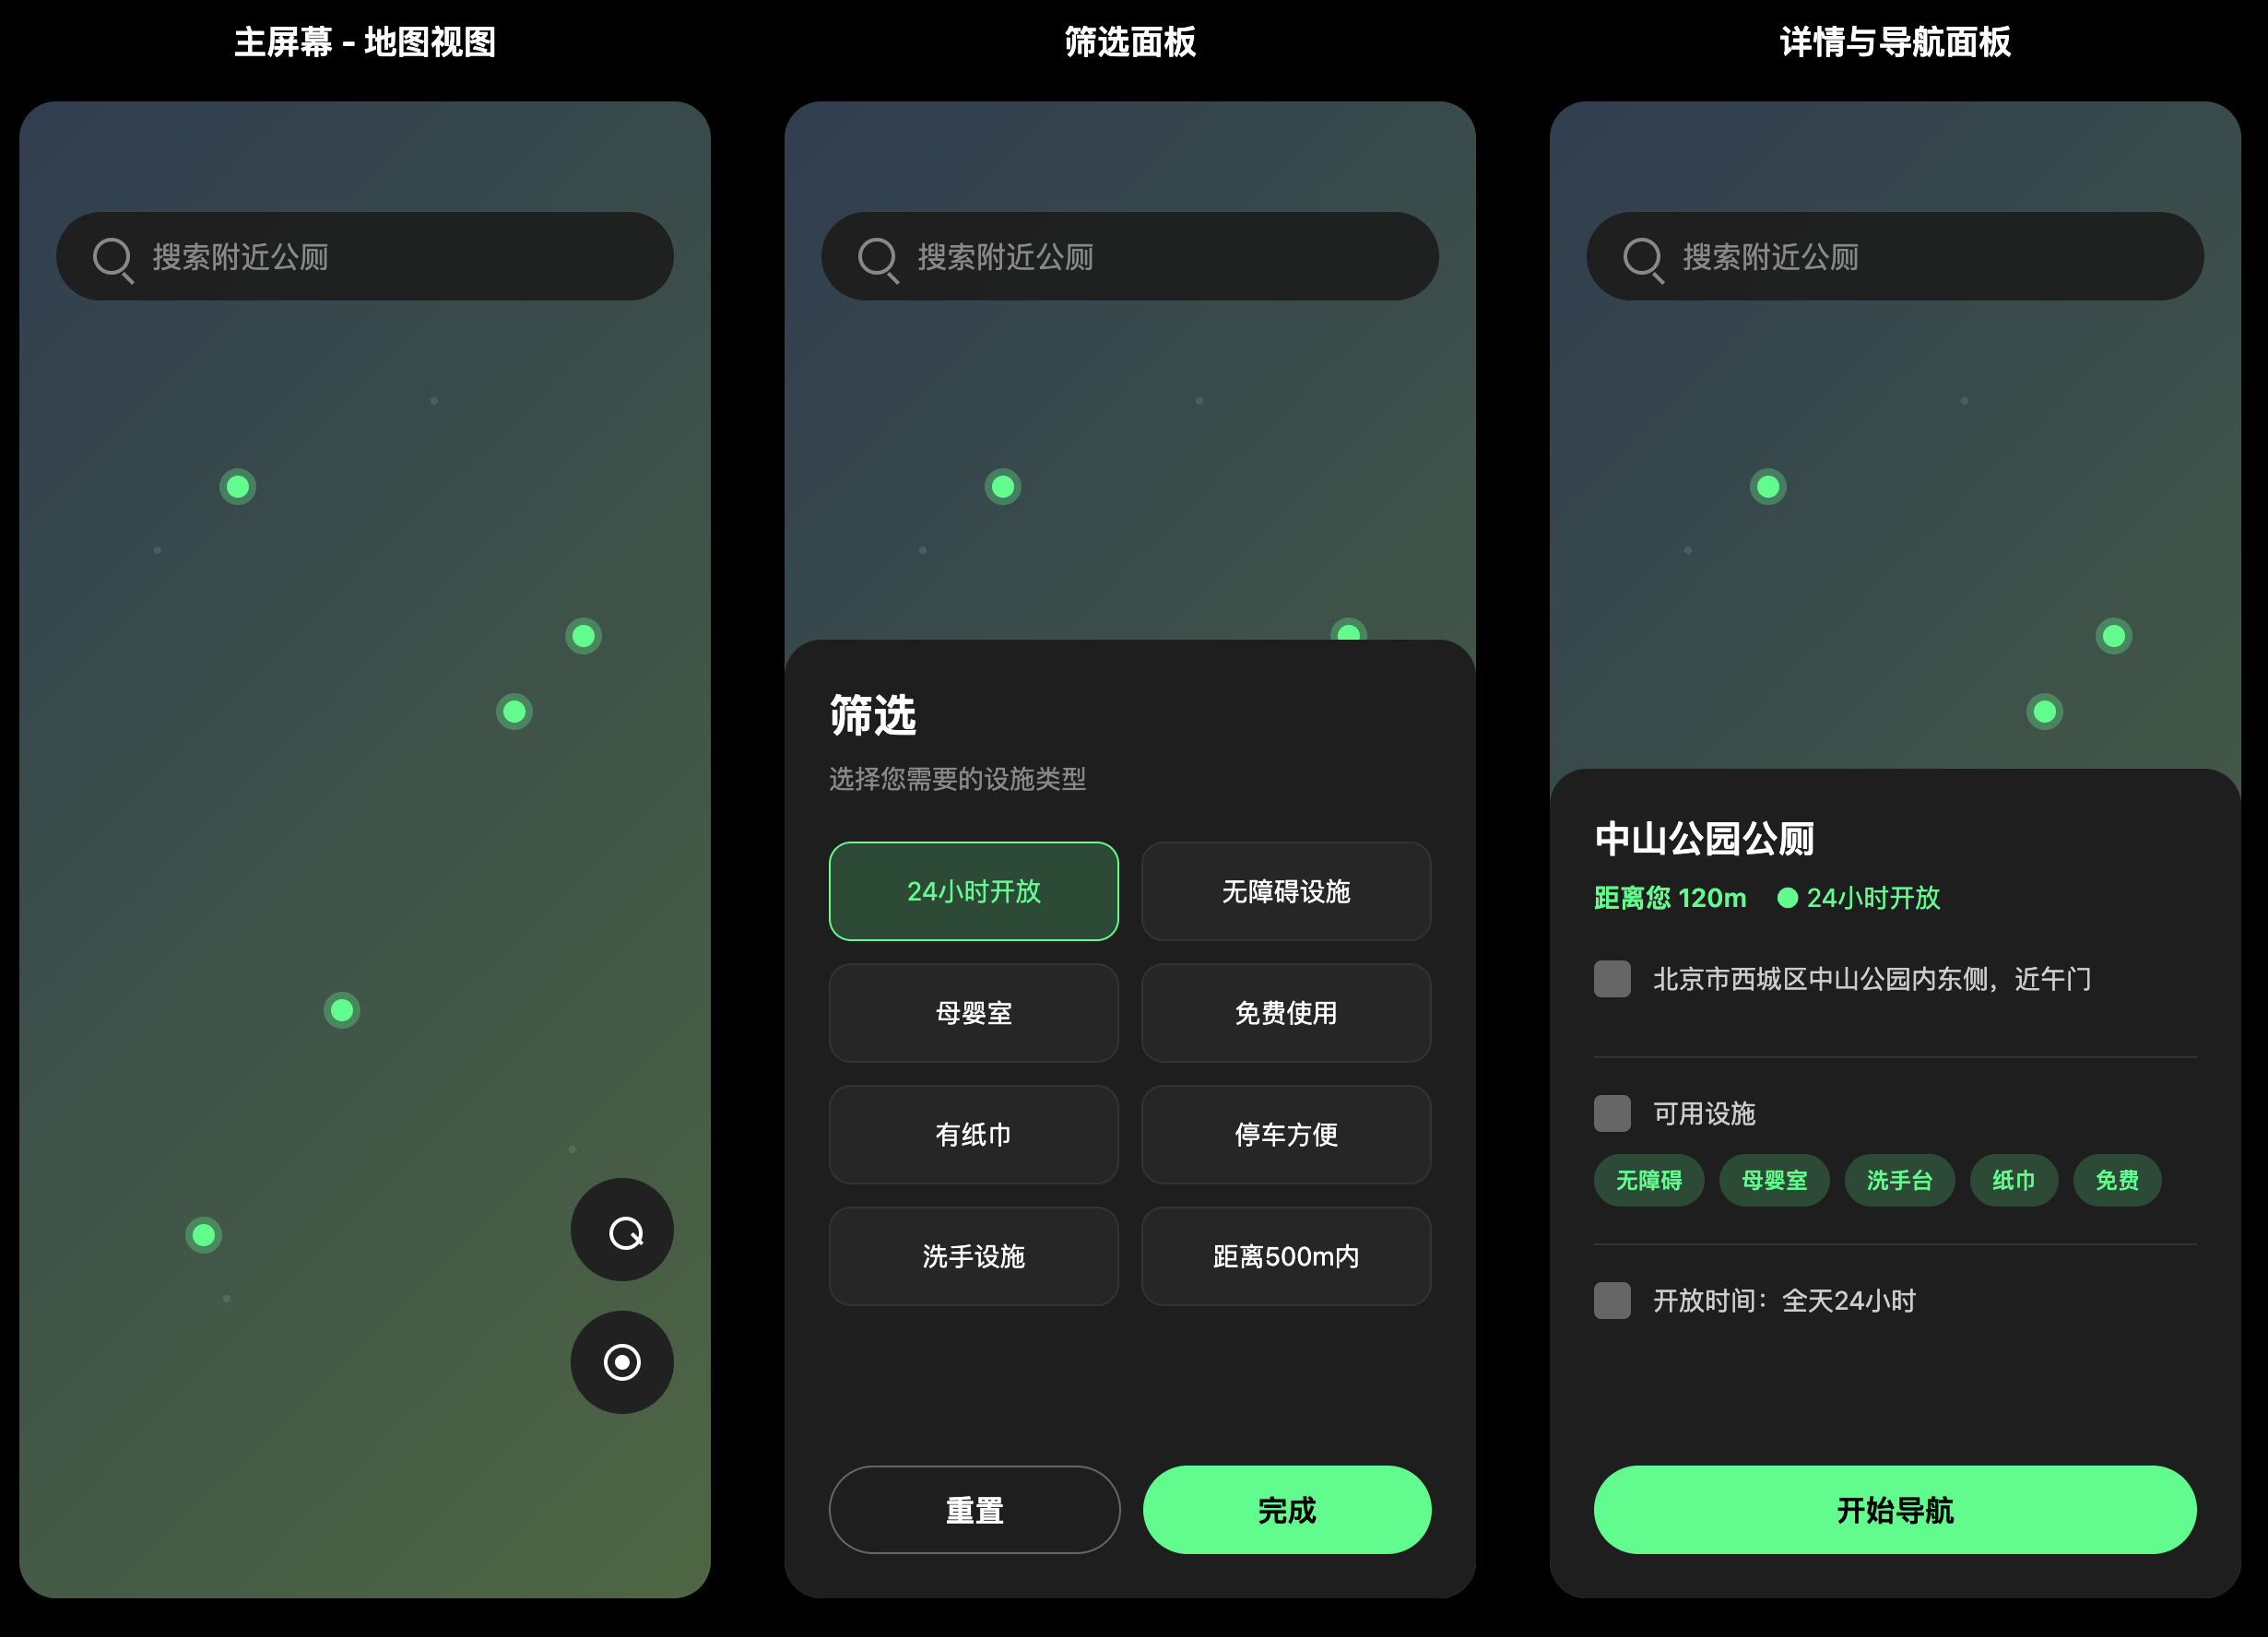 主屏幕 - 地图视图
搜索附近公厕
筛选面板
搜索附近公厕
筛选
选择您需要的设施类型
24小时开放
无障碍设施
母婴室
免费使用
有纸巾
停车方便
洗手设施
距离500m内
重置
完成
详情与导航面板
搜索附近公厕
中山公园公厕
距离您 120m 24小时开放
北京市西城区中山公园内东侧，近午门
可用设施
无障碍 母婴室 洗手台 纸巾 免费
开放时间：全天24小时
开始导航